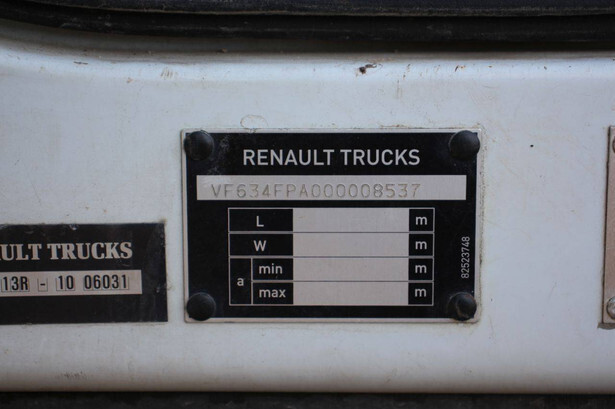 RENAULT TRUCKS
VF634FPA000008537
L m
W m
a min m
max m
82523748
ULT TRUCKS
13R - 10 06031